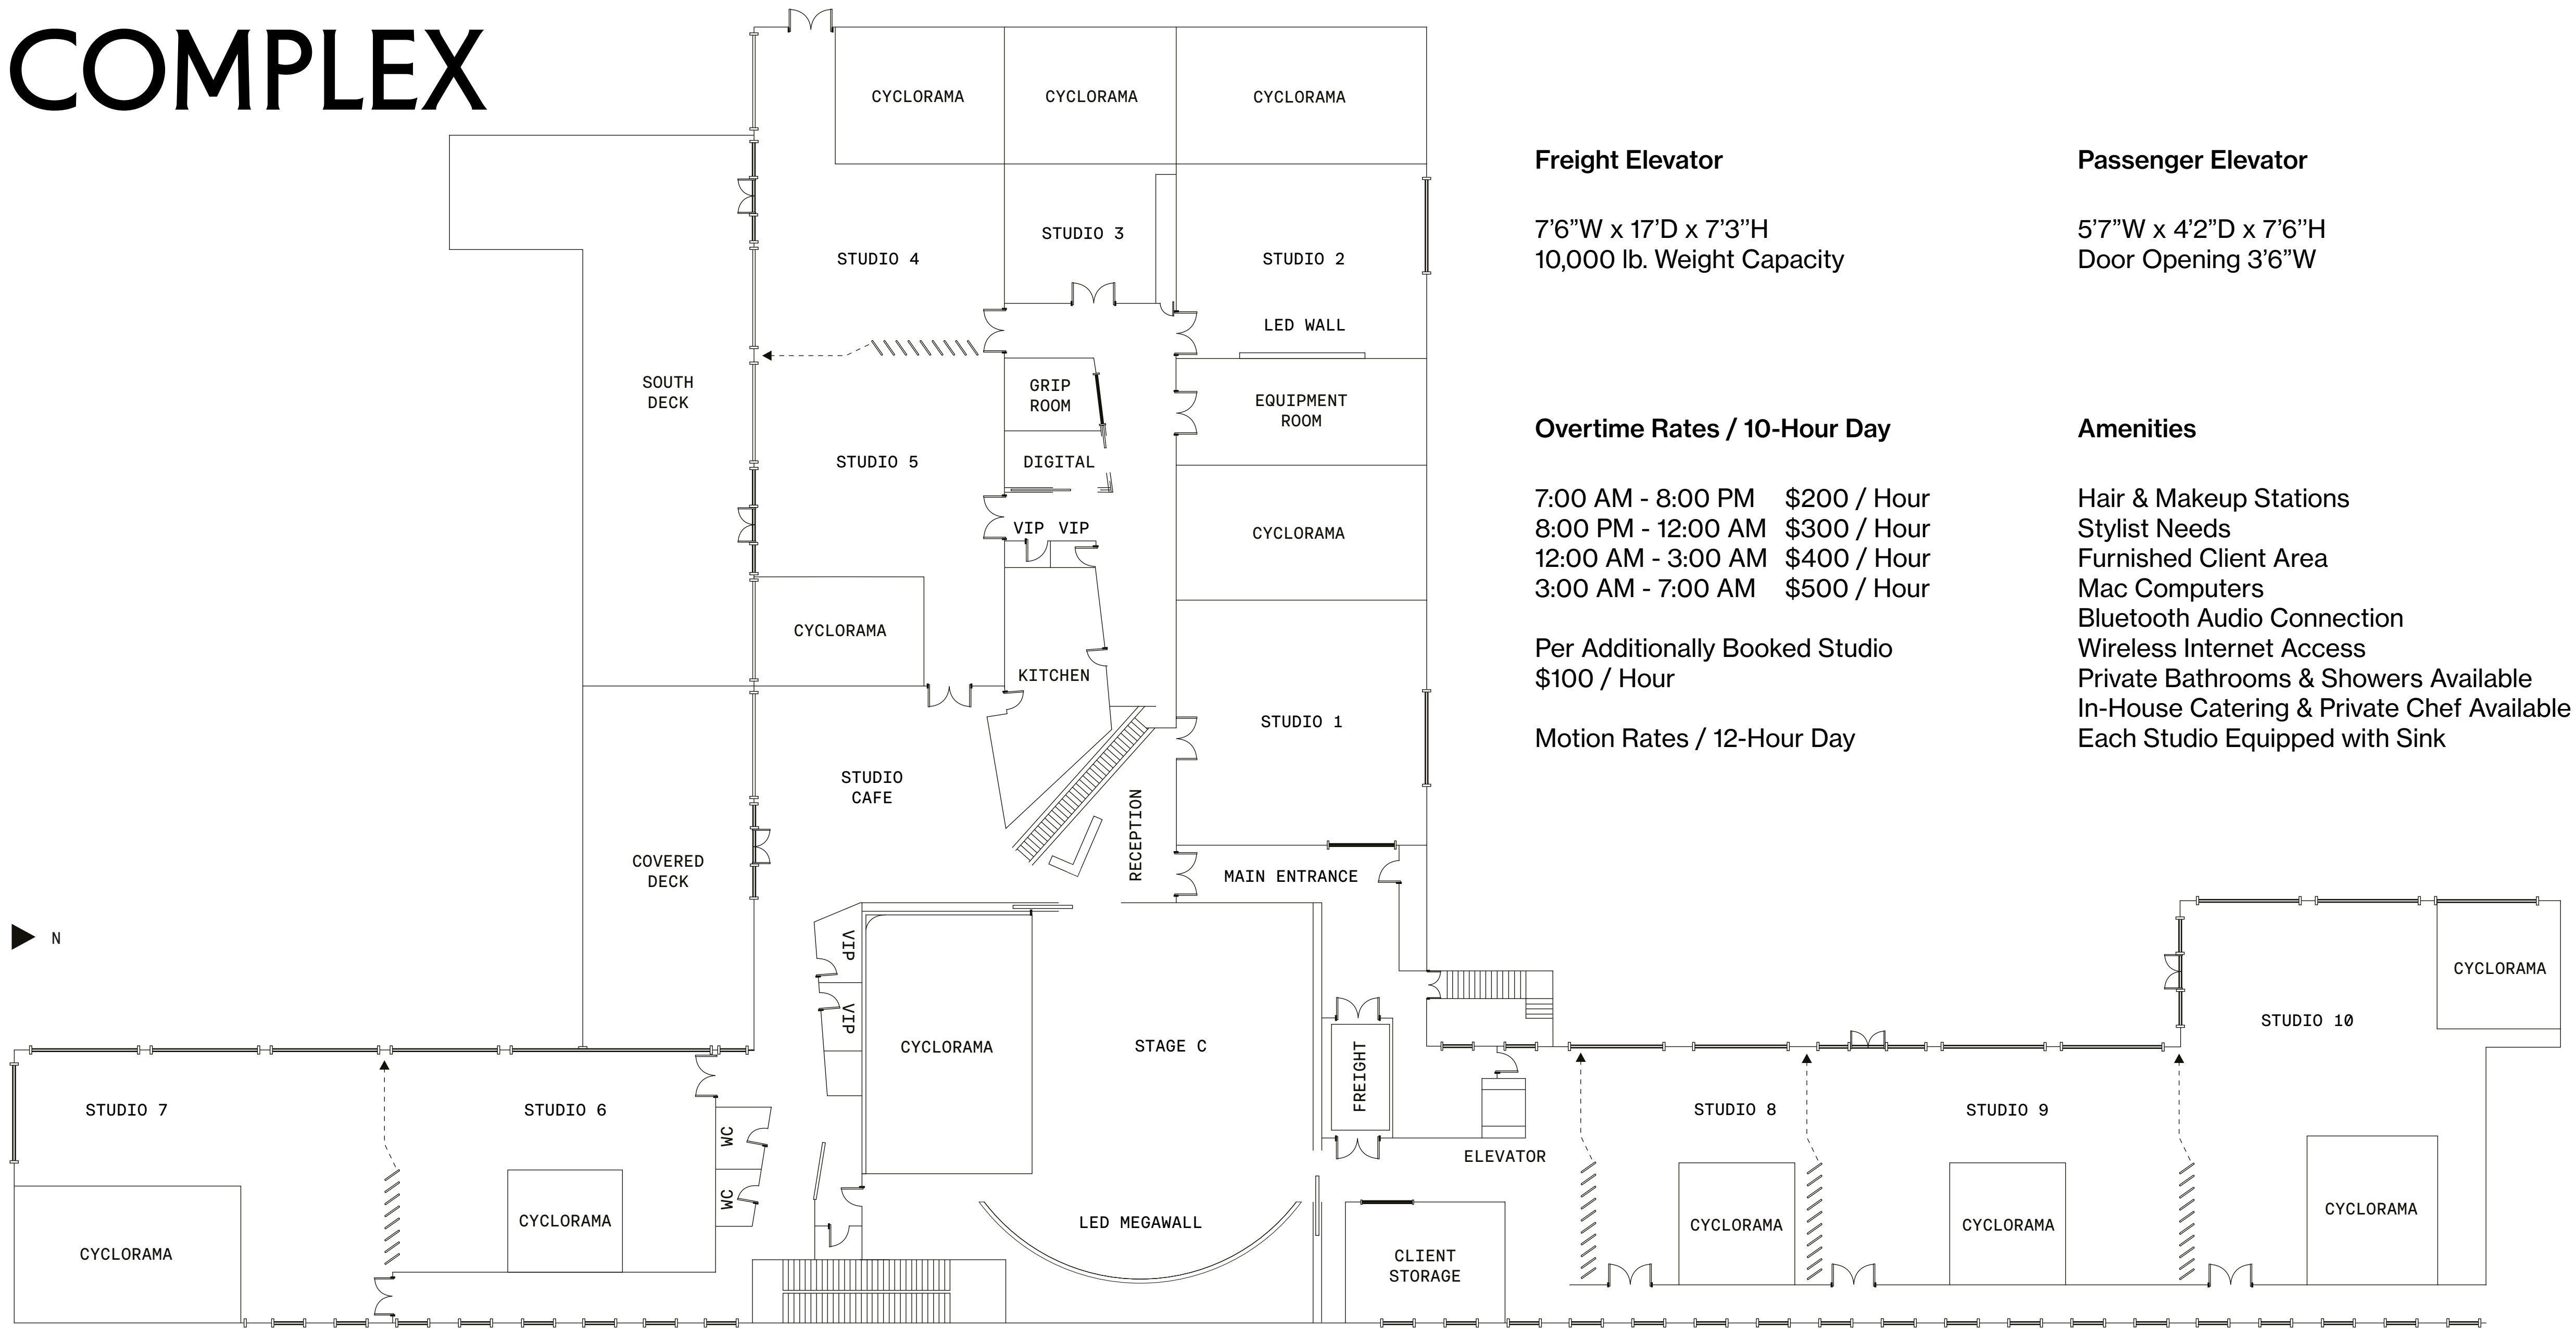 COMPLEX
CYCLORAMA
CYCLORAMA
CYCLORAMA
STUDIO 4
STUDIO 3
STUDIO 2
LED WALL
SOUTH
DECK
GRIP
ROOM
EQUIPMENT
ROOM
STUDIO 5
DIGITAL
VIP VIP
CYCLORAMA
CYCLORAMA
KITCHEN
STUDIO 1
STUDIO
CAFE
RECEPTION
COVERED
DECK
MAIN ENTRANCE
Freight Elevator
7’6”W x 17’D x 7’3”H
10,000 lb. Weight Capacity
Passenger Elevator
5’7”W x 4’2”D x 7’6”H
Door Opening 3’6”W
Overtime Rates / 10-Hour Day
7:00 AM - 8:00 PM $200 / Hour
8:00 PM - 12:00 AM $300 / Hour
12:00 AM - 3:00 AM $400 / Hour
3:00 AM - 7:00 AM $500 / Hour
Per Additionally Booked Studio
$100 / Hour
Motion Rates / 12-Hour Day
Amenities
Hair & Makeup Stations
Stylist Needs
Furnished Client Area
Mac Computers
Bluetooth Audio Connection
Wireless Internet Access
Private Bathrooms & Showers Available
In-House Catering & Private Chef Available
Each Studio Equipped with Sink
N
VIP
VIP
CYCLORAMA
STAGE C
FREIGHT
CYCLORAMA
STUDIO 10
STUDIO 7
STUDIO 6
WC
WC
ELEVATOR
STUDIO 8
STUDIO 9
CYCLORAMA
CYCLORAMA
LED MEGAWALL
CLIENT
STORAGE
CYCLORAMA
CYCLORAMA
CYCLORAMA